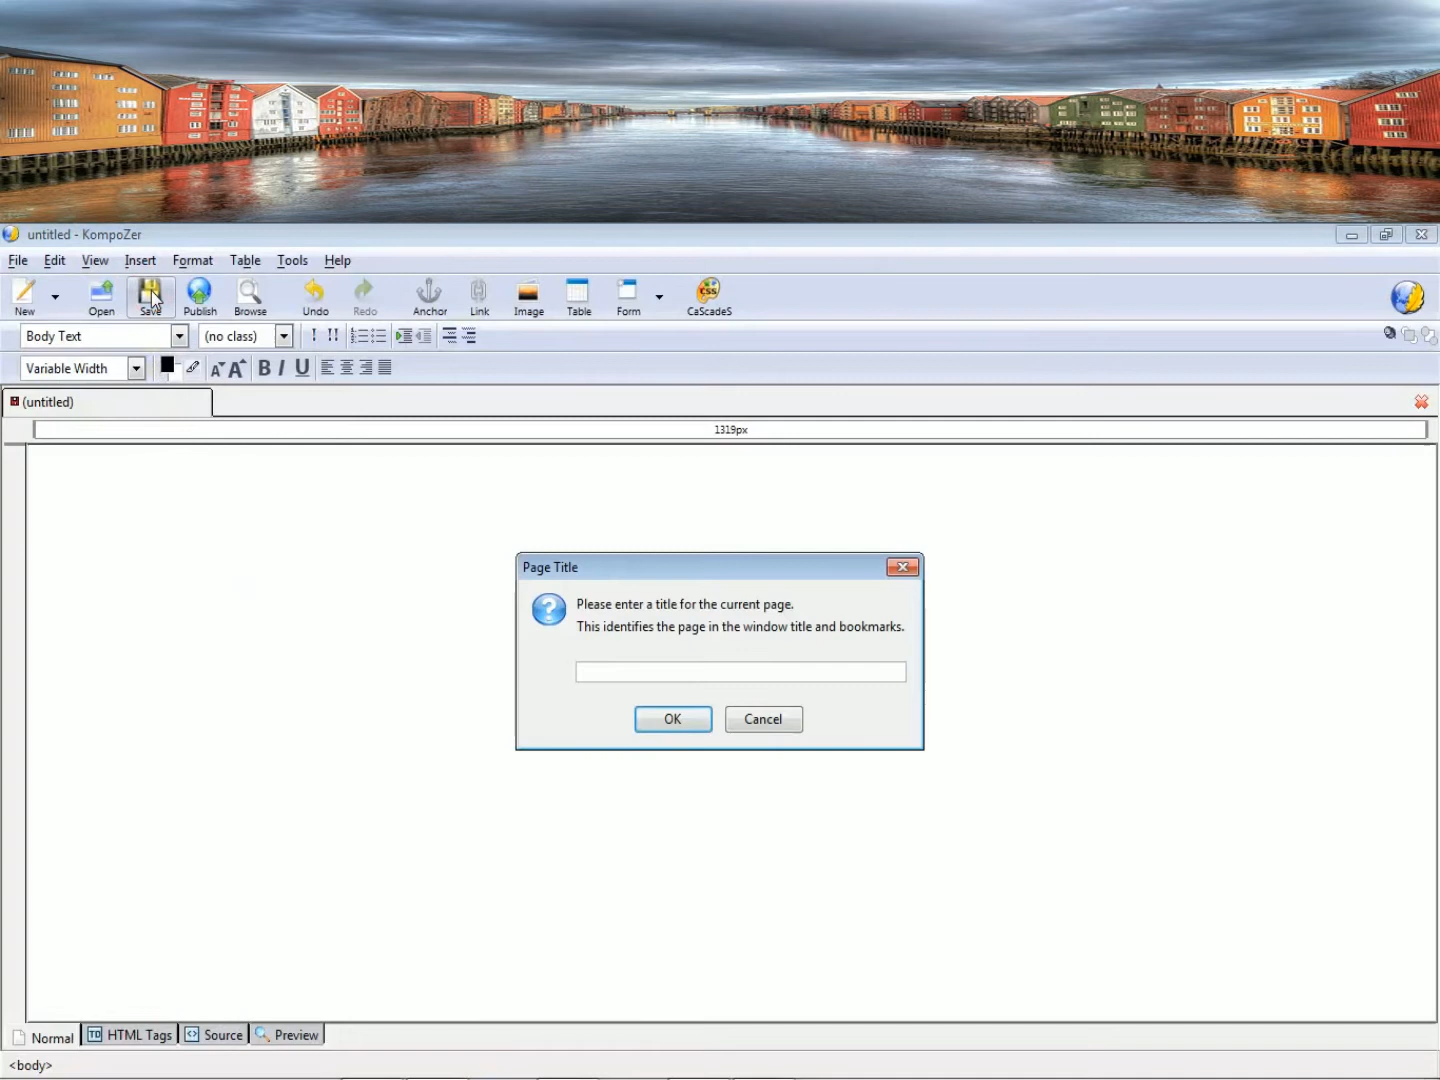 untitled - KompoZer
File Edit View Insert Format Table Tools Help
New Open Save Publish Browse Undo Redo Anchor Link Image Table Form CaScadeS
Body Text (no class)
Variable Width
(untitled)
1319px
Page Title
Please enter a title for the current page.
This identifies the page in the window title and bookmarks.
OK Cancel
Normal HTML Tags Source Preview
<body>